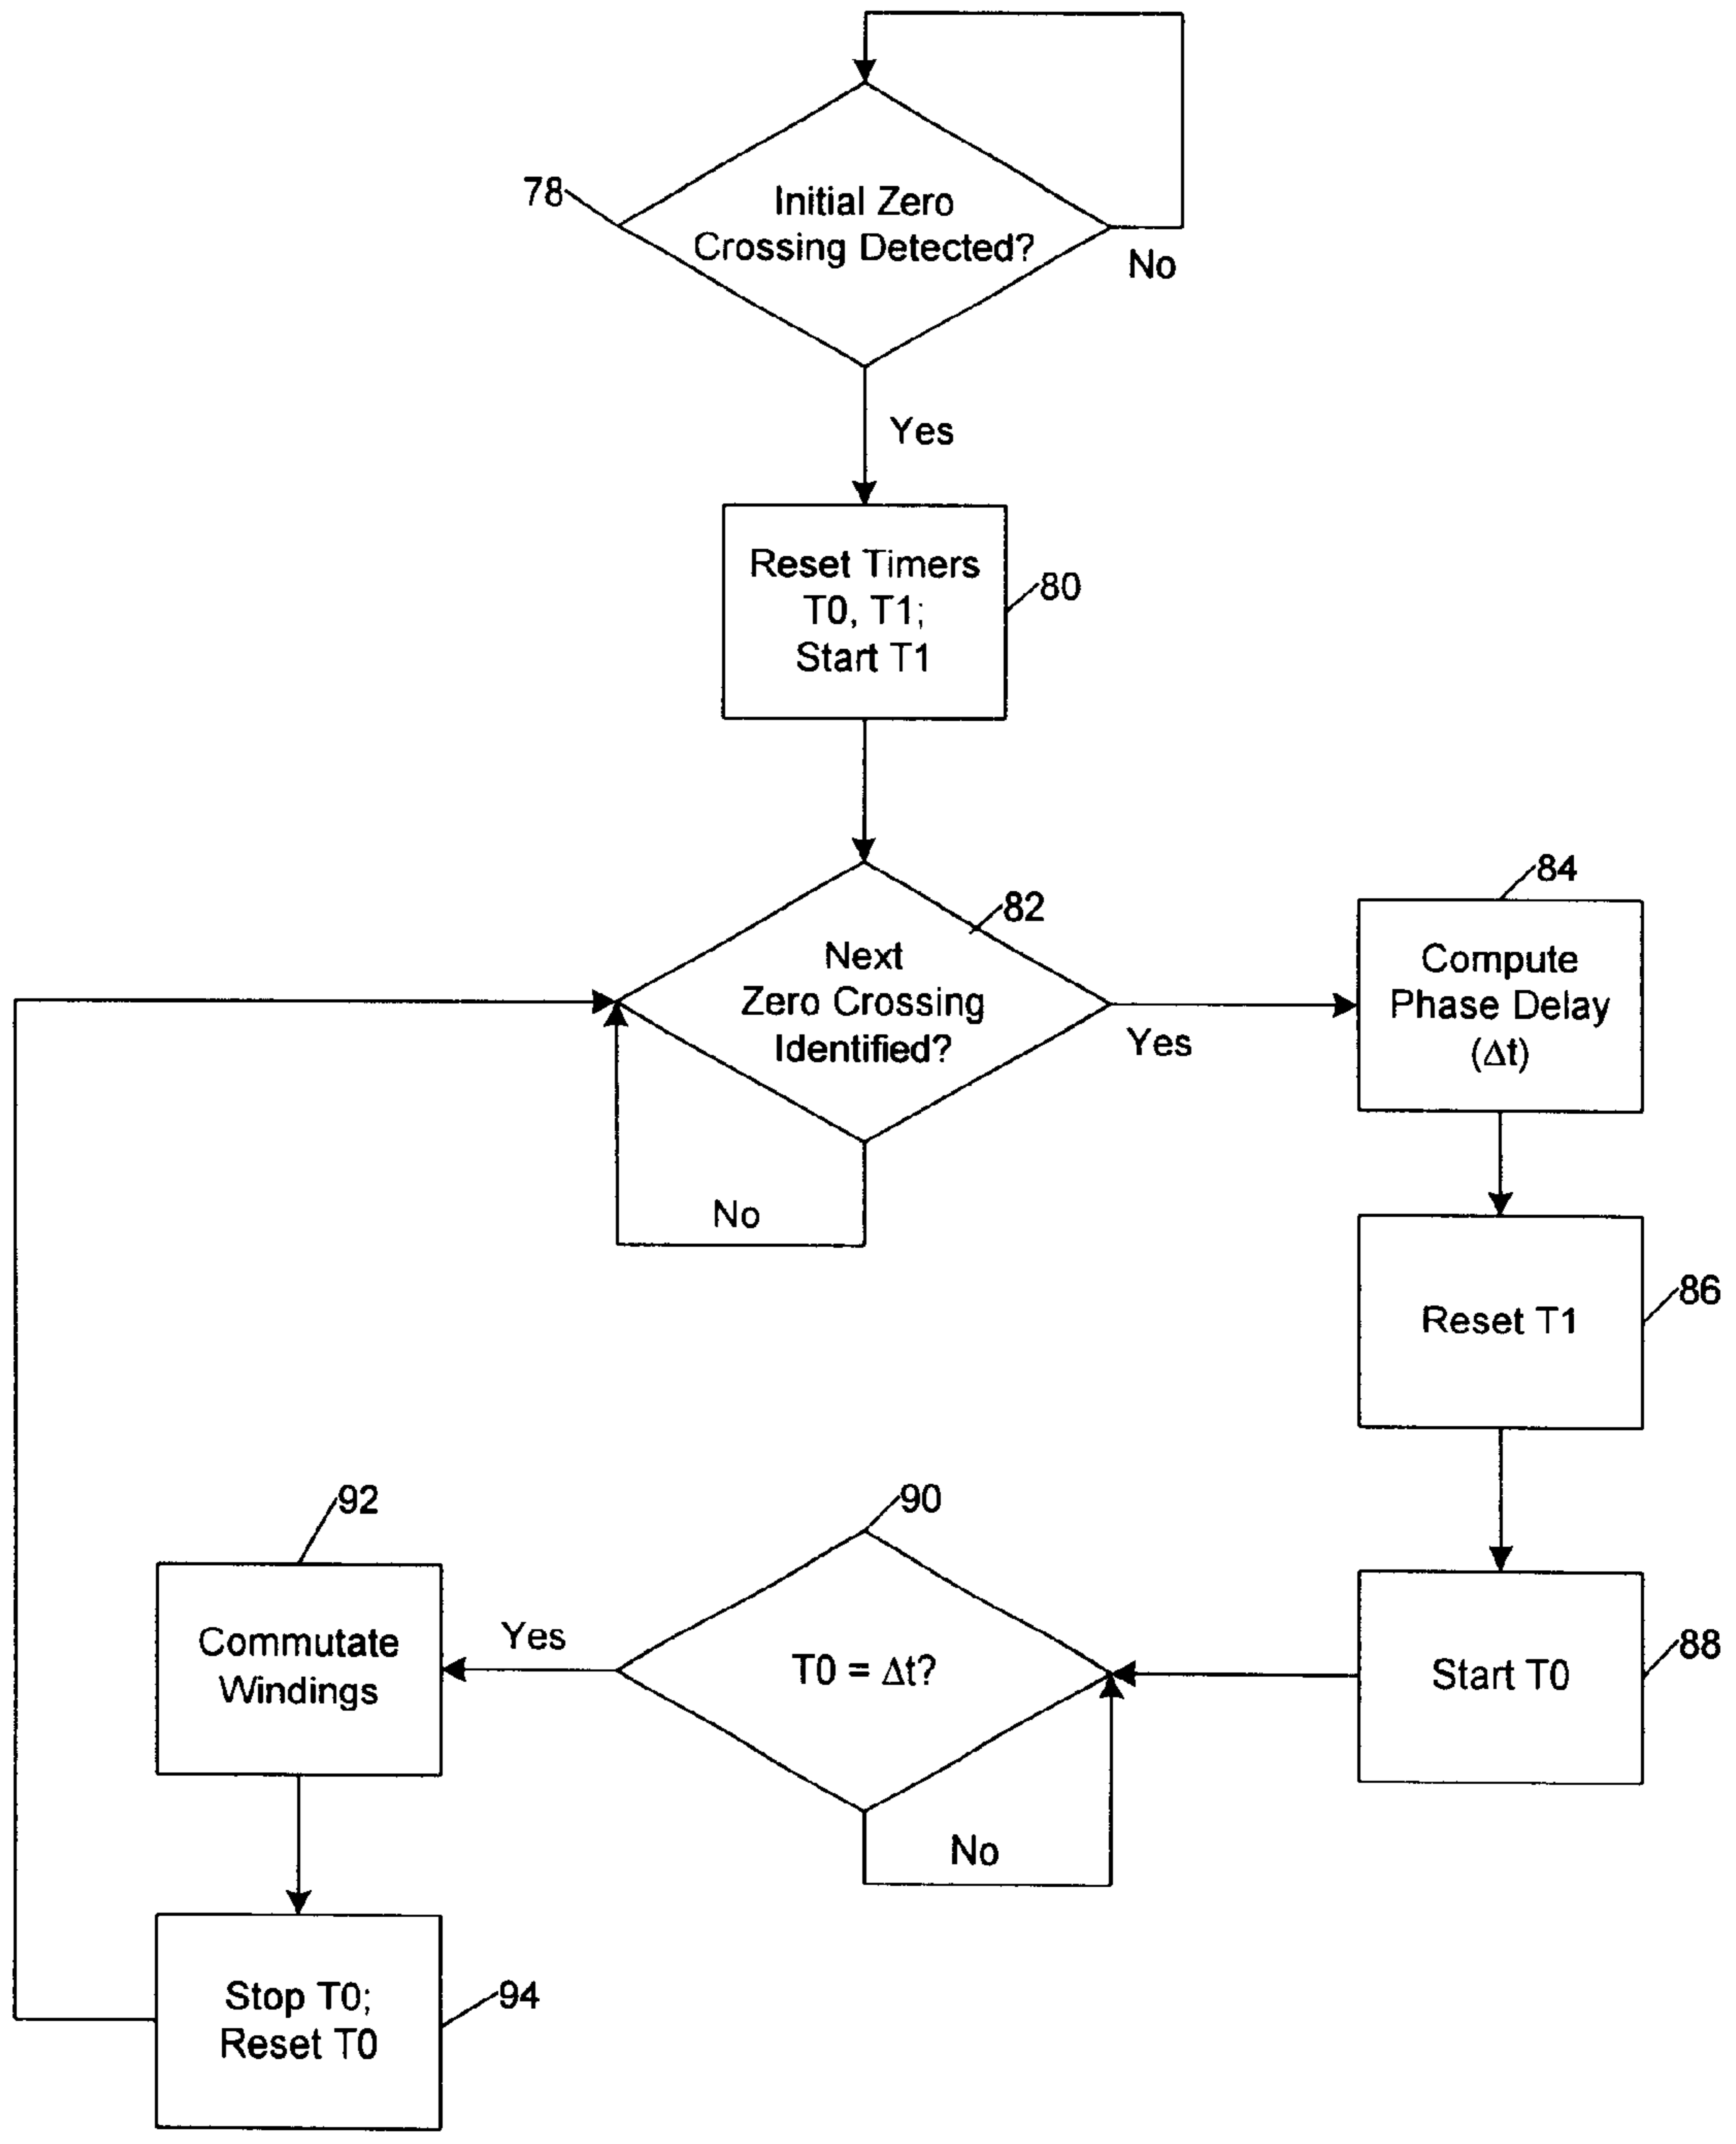 78
Initial Zero
Crossing Detected?
No
Yes
Reset Timers
T0, T1;
Start T1
80
82
Next
Zero Crossing
Identified?
Yes
No
84
Compute
Phase Delay
(Δt)
86
Reset T1
88
Start T0
90
T0 = Δt?
Yes
No
92
Commutate
Windings
94
Stop T0;
Reset T0